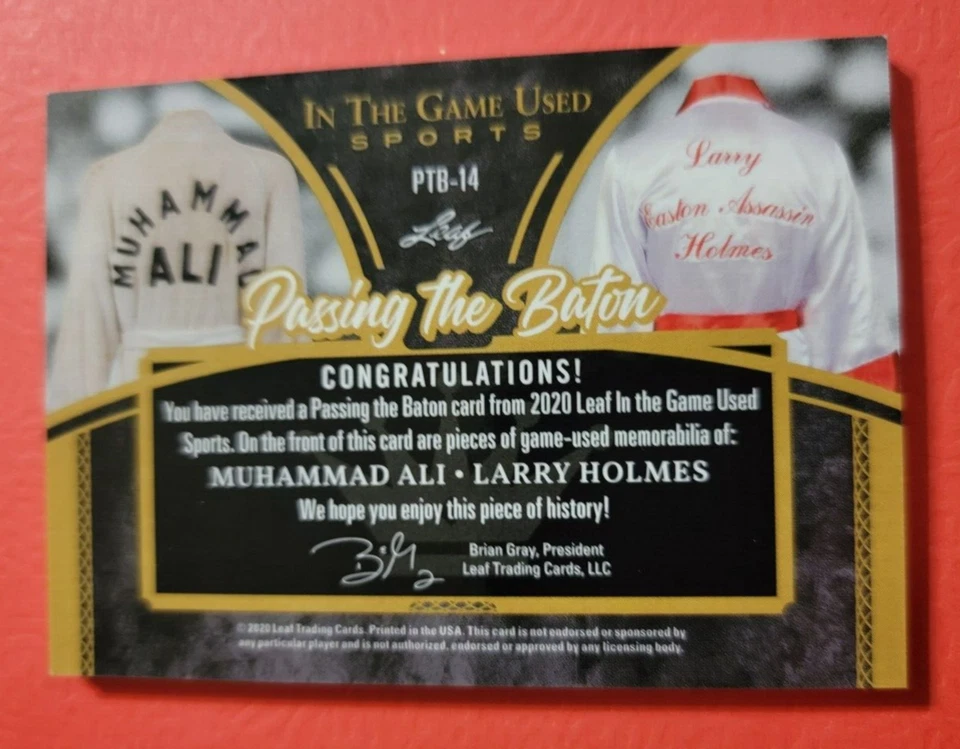 IN THE GAME USED
SPORTS
PTB-14
Leaf
MUHAMMAD
ALI
Larry
Easton Assassin
Holmes
Passing the Baton
CONGRATULATIONS!
You have received a Passing the Baton card from 2020 Leaf In the Game Used
Sports. On the front of this card are pieces of game-used memorabilia of:
MUHAMMAD ALI • LARRY HOLMES
We hope you enjoy this piece of history!
Brian Gray, President
Leaf Trading Cards, LLC
© 2020 Leaf Trading Cards. Printed in the USA. This card is not endorsed or sponsored by
any particular player and is not authorized, endorsed or approved by any licensing body.